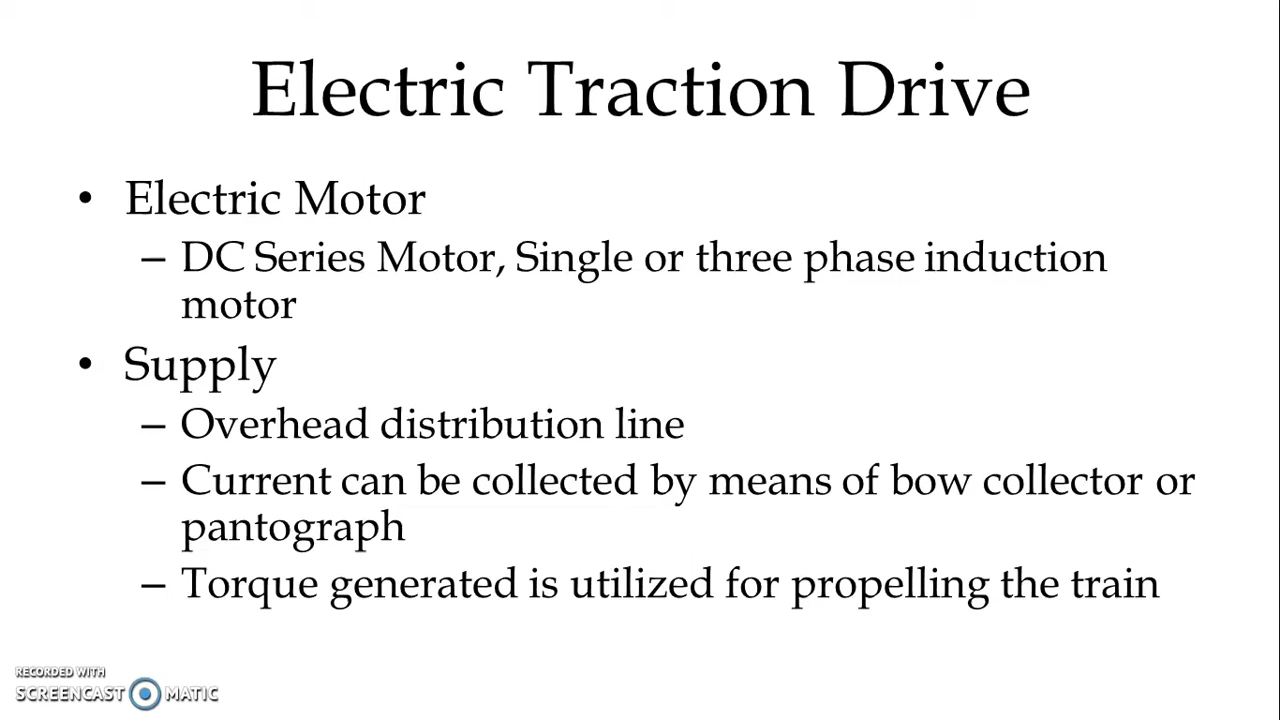 Electric Traction Drive
• Electric Motor
– DC Series Motor, Single or three phase induction
motor
• Supply
– Overhead distribution line
– Current can be collected by means of bow collector or
pantograph
– Torque generated is utilized for propelling the train
RECORDED WITH
SCREENCAST MATIC